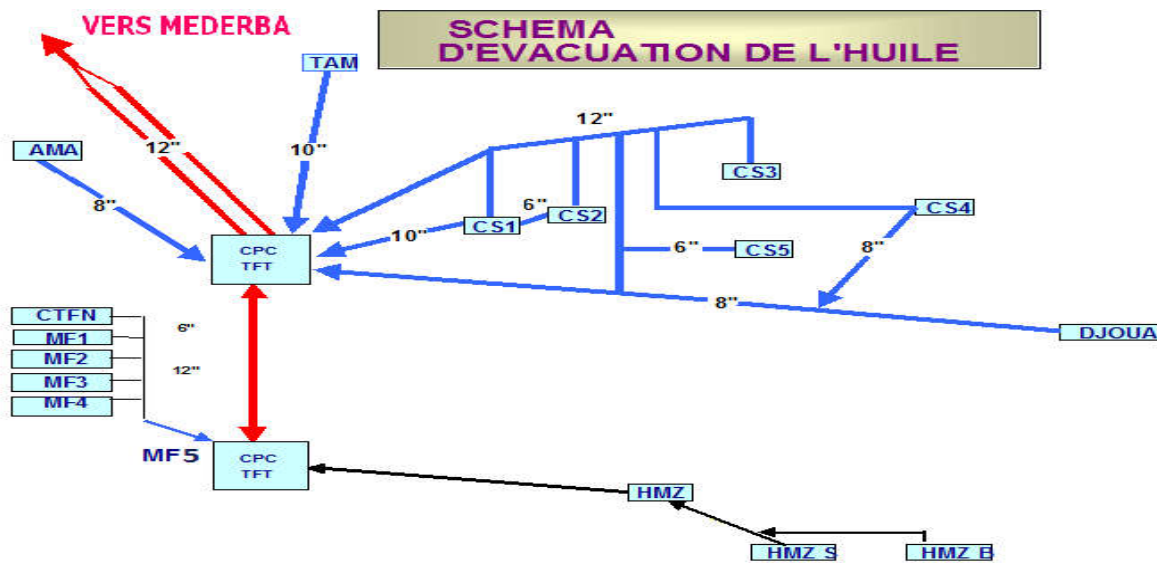 VERS MEDERBA
SCHEMA
D'EVACUATION DE L'HUILE
TAM
12"
AMA
12"
10"
CS3
8"
6"
CS2
CS4
CS1
10"
CPC
TFT
6"
CS5
8"
8"
CTFN
6"
DJOUA
MF1
MF2
12"
MF3
MF4
MF5
CPC
TFT
HMZ
HMZ S
HMZ B